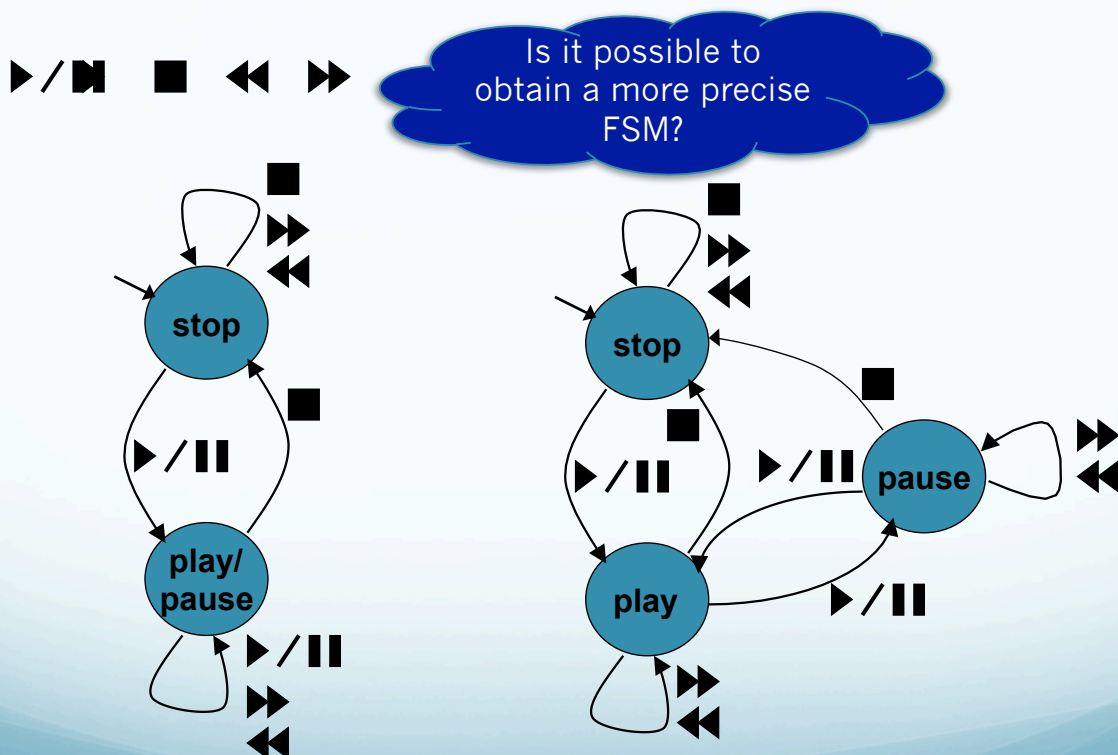 ▶/▶▌ ■ ◀◀ ▶▶
Is it possible to
obtain a more precise
FSM?
■
▶▶
◀◀
stop
■
▶/▌▌
play/
pause
▶/▌▌
▶▶
◀◀
■
▶▶
◀◀
stop
■
■
▶/▌▌
▶/▌▌
pause
▶▶
◀◀
play
▶/▌▌
▶▶
◀◀